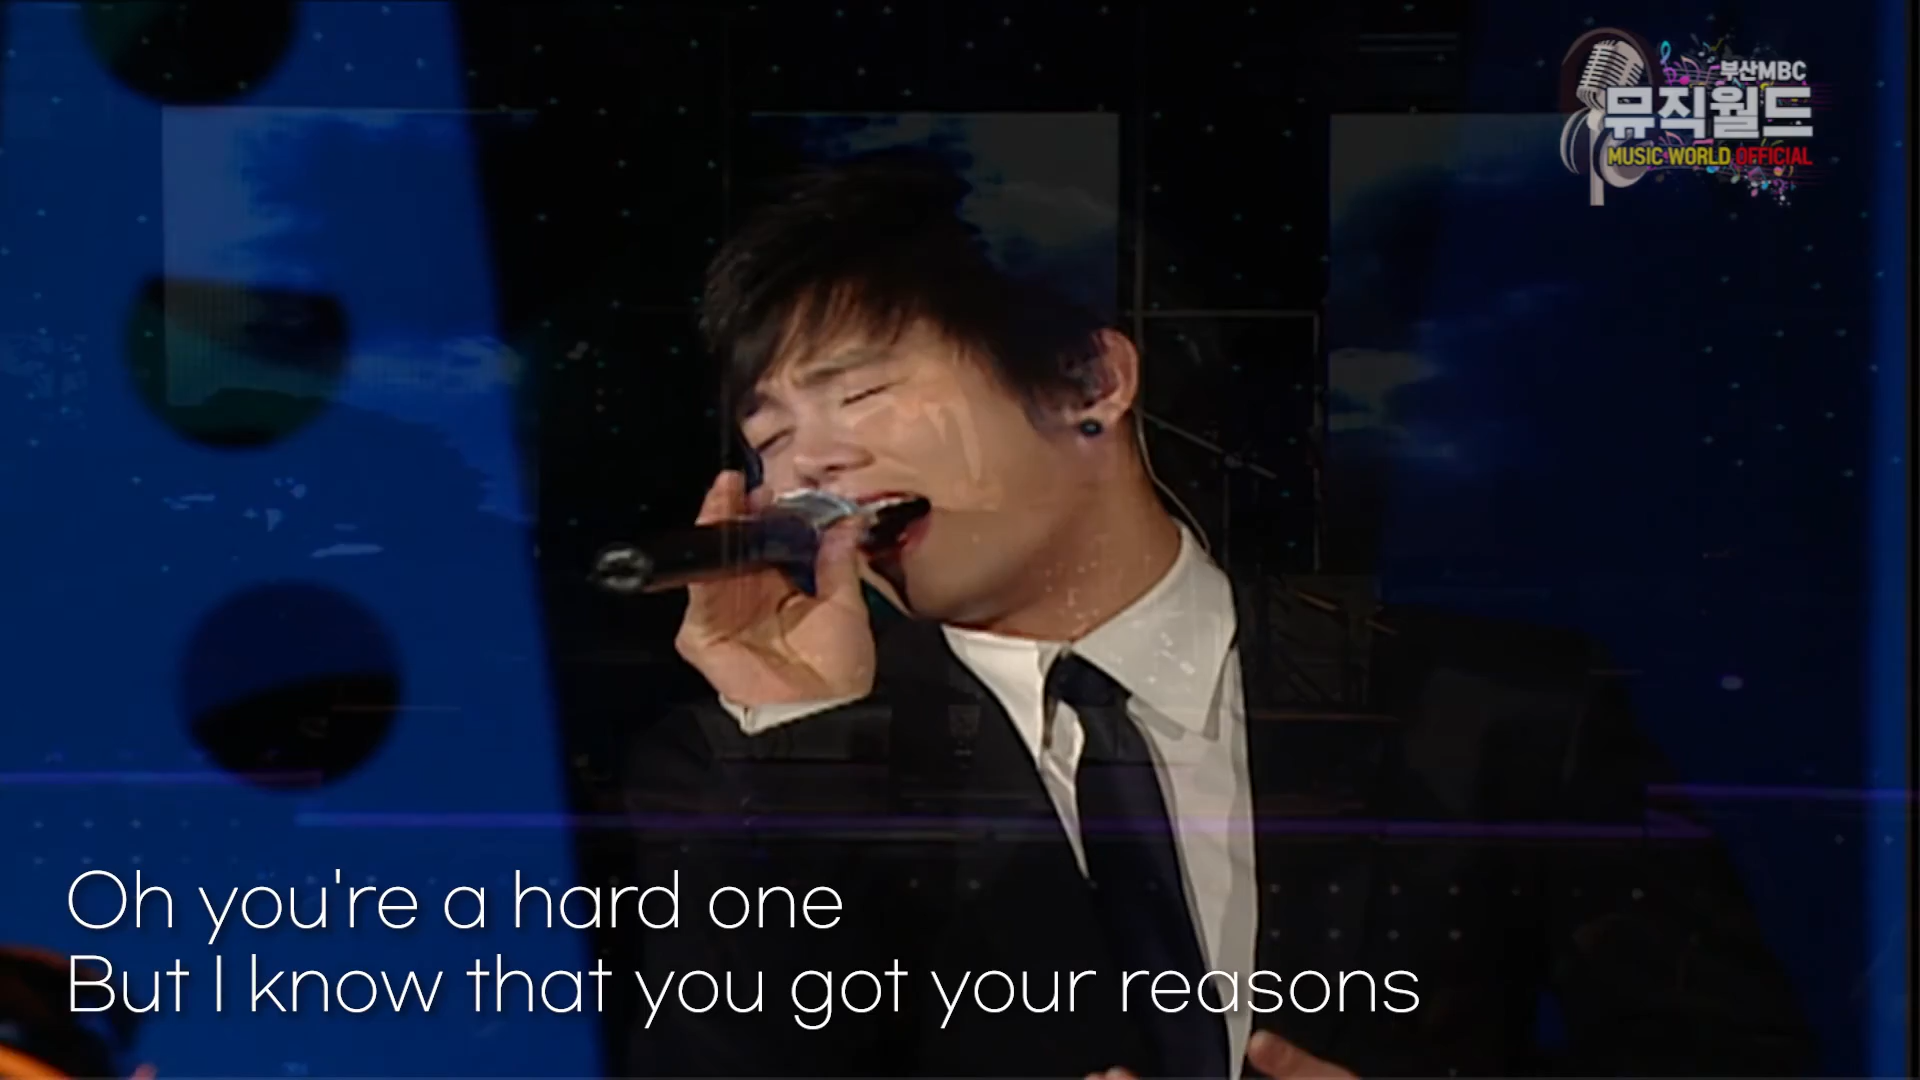 부산MBC
뮤직월드
MUSIC WORLD OFFICIAL
Oh you're a hard one
But I know that you got your reasons